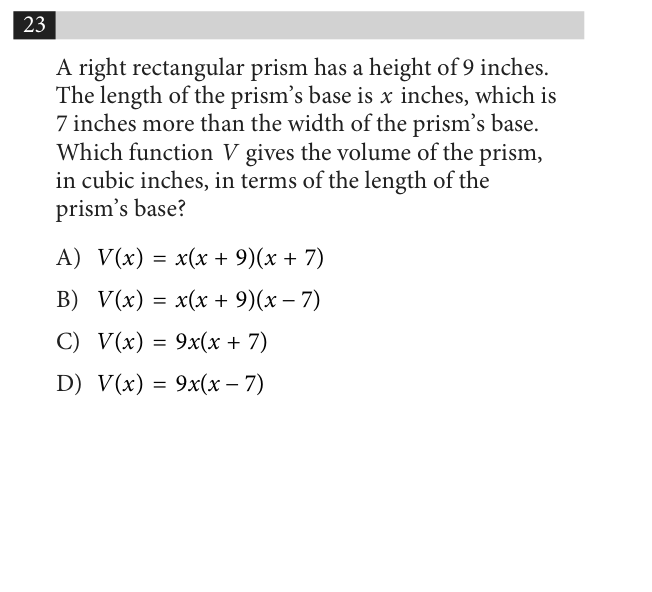 23
A right rectangular prism has a height of 9 inches.
The length of the prism’s base is x inches, which is
7 inches more than the width of the prism’s base.
Which function V gives the volume of the prism,
in cubic inches, in terms of the length of the
prism’s base?
A) V(x) = x(x + 9)(x + 7)
B) V(x) = x(x + 9)(x – 7)
C) V(x) = 9x(x + 7)
D) V(x) = 9x(x – 7)